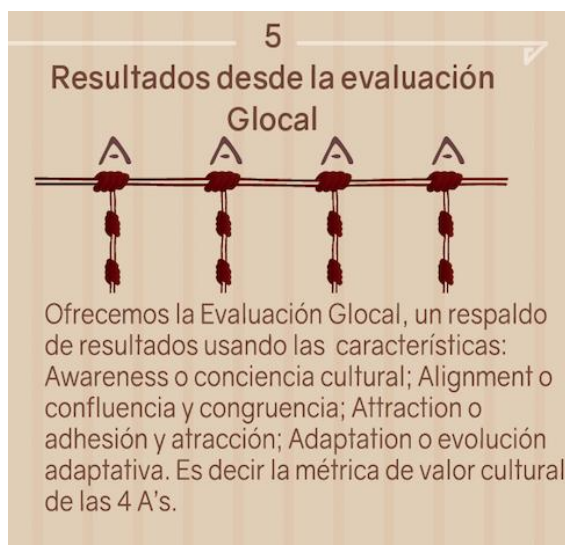 5
Resultados desde la evaluación
Glocal
A A A A
Ofrecemos la Evaluación Glocal, un respaldo
de resultados usando las características:
Awareness o conciencia cultural; Alignment o
confluencia y congruencia; Attraction o
adhesión y atracción; Adaptation o evolución
adaptativa. Es decir la métrica de valor cultural
de las 4 A's.